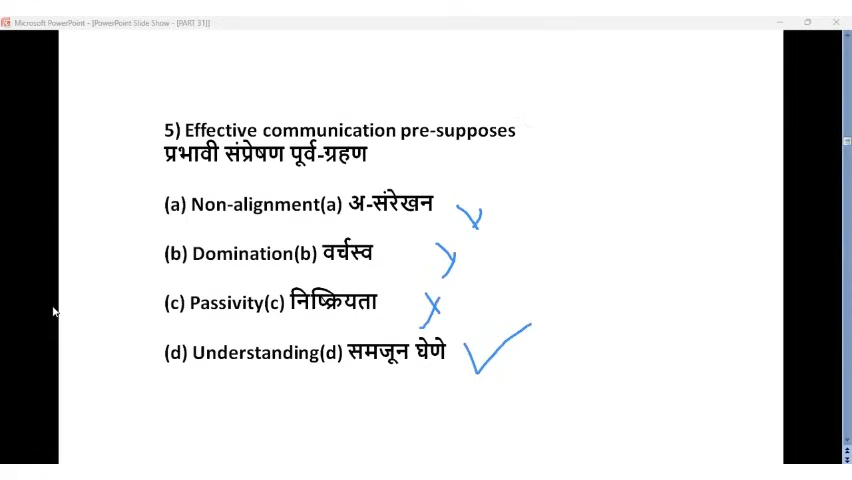 Microsoft PowerPoint - [PowerPoint Slide Show - [PART 31]]
5) Effective communication pre-supposes
प्रभावी संप्रेषण पूर्व-ग्रहण
(a) Non-alignment(a) अ-संरेखन
(b) Domination(b) वर्चस्व
(c) Passivity(c) निष्क्रियता
(d) Understanding(d) समजून घेणे